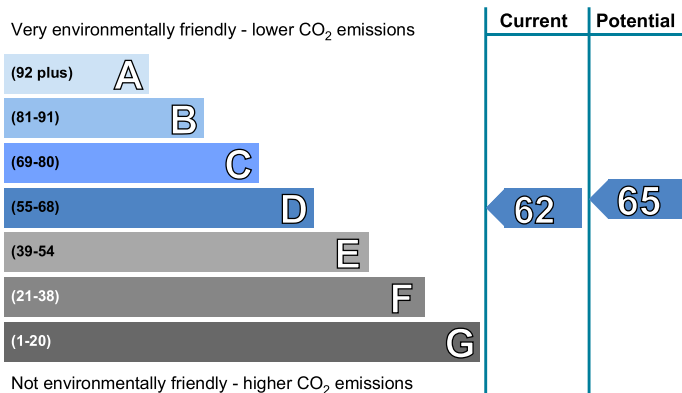 Current Potential
Very environmentally friendly - lower CO2 emissions
(92 plus) A
(81-91) B
(69-80) C
(55-68) D
62 65
(39-54 E
(21-38) F
(1-20) G
Not environmentally friendly - higher CO2 emissions